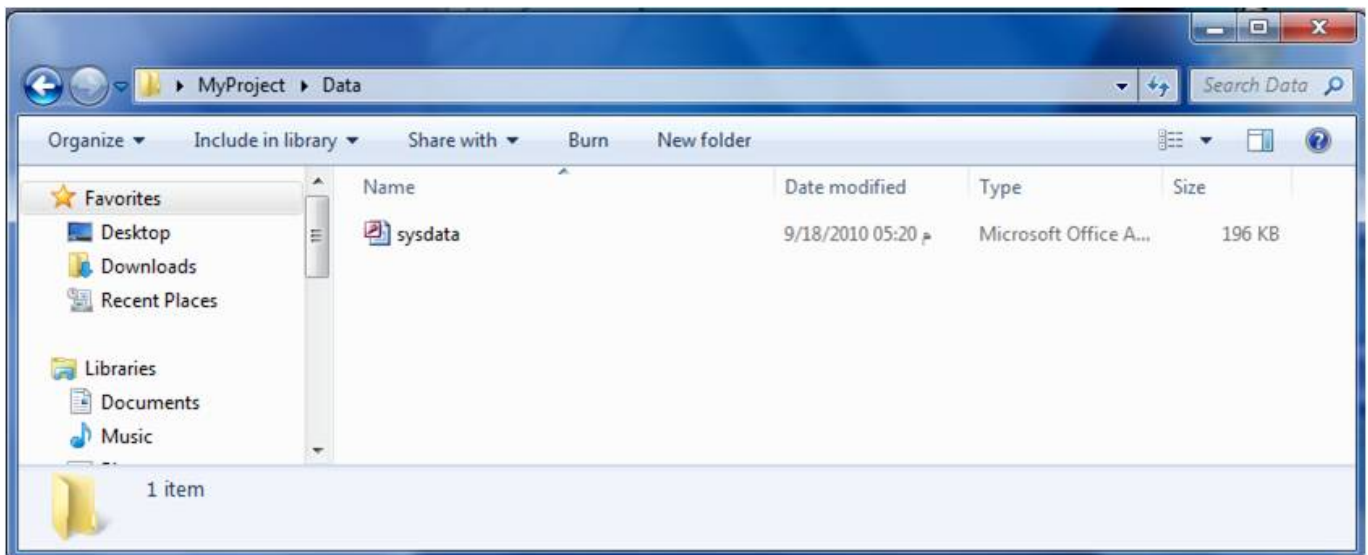 MyProject Data Search Data
Organize Include in library Share with Burn New folder
Name Date modified Type Size
Favorites
Desktop
Downloads
Recent Places
Libraries
Documents
Music
sysdata 9/18/2010 05:20 م Microsoft Office A... 196 KB
1 item